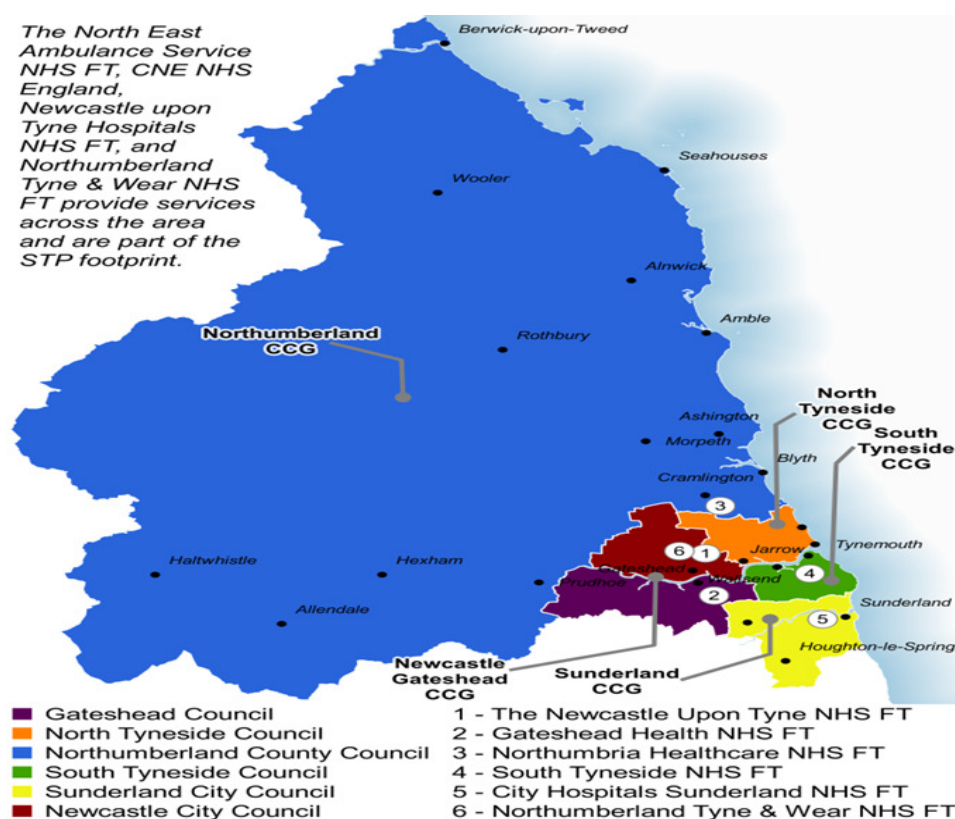 The North East
Ambulance Service
NHS FT, CNE NHS
England,
Newcastle upon
Tyne Hospitals
NHS FT, and
Northumberland
Tyne & Wear NHS
FT provide services
across the area
and are part of the
STP footprint.
Berwick-upon-Tweed
Seahouses
Wooler
Alnwick
Amble
Northumberland
CCG
Rothbury
North
Tyneside
CCG
Ashington
South
Tyneside
CCG
Morpeth
Blyth
Cramlington
3
Tynemouth
Jarrow
6
1
Haltwhistle
Hexham
Gateshead
4
Prudhoe
Wallsend
2
Allendale
Sunderland
5
Houghton-le-Spring
Newcastle
Gateshead
CCG
Sunderland
CCG
Gateshead Council
North Tyneside Council
Northumberland County Council
South Tyneside Council
Sunderland City Council
Newcastle City Council
1 - The Newcastle Upon Tyne NHS FT
2 - Gateshead Health NHS FT
3 - Northumbria Healthcare NHS FT
4 - South Tyneside NHS FT
5 - City Hospitals Sunderland NHS FT
6 - Northumberland Tyne & Wear NHS FT